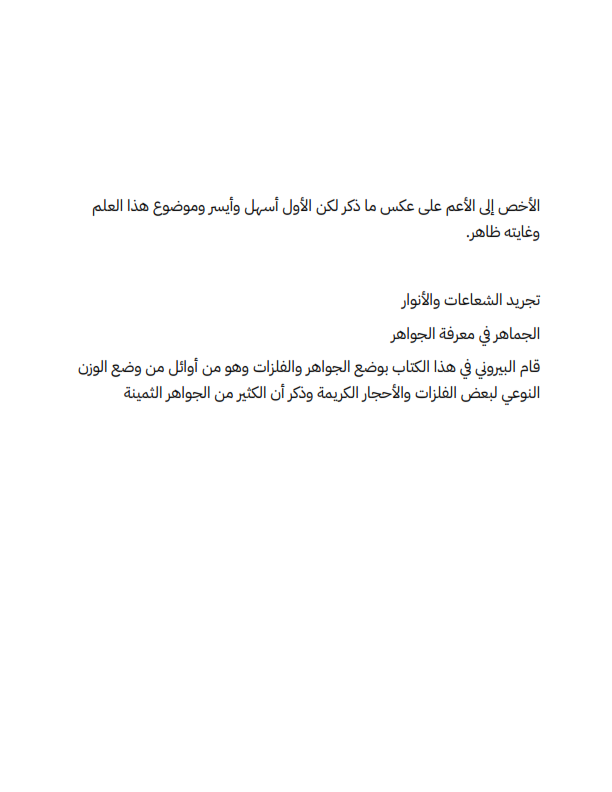 الأخص إلى الأعم على عكس ما ذكر لكن الأول أسهل وأيسر وموضوع هذا العلم
وغايته ظاهر.
تجريد الشعاعات والأنوار
الجماهر في معرفة الجواهر
قام البيروني في هذا الكتاب بوضع الجواهر والفلزات وهو من أوائل من وضع الوزن
النوعي لبعض الفلزات والأحجار الكريمة وذكر أن الكثير من الجواهر الثمينة